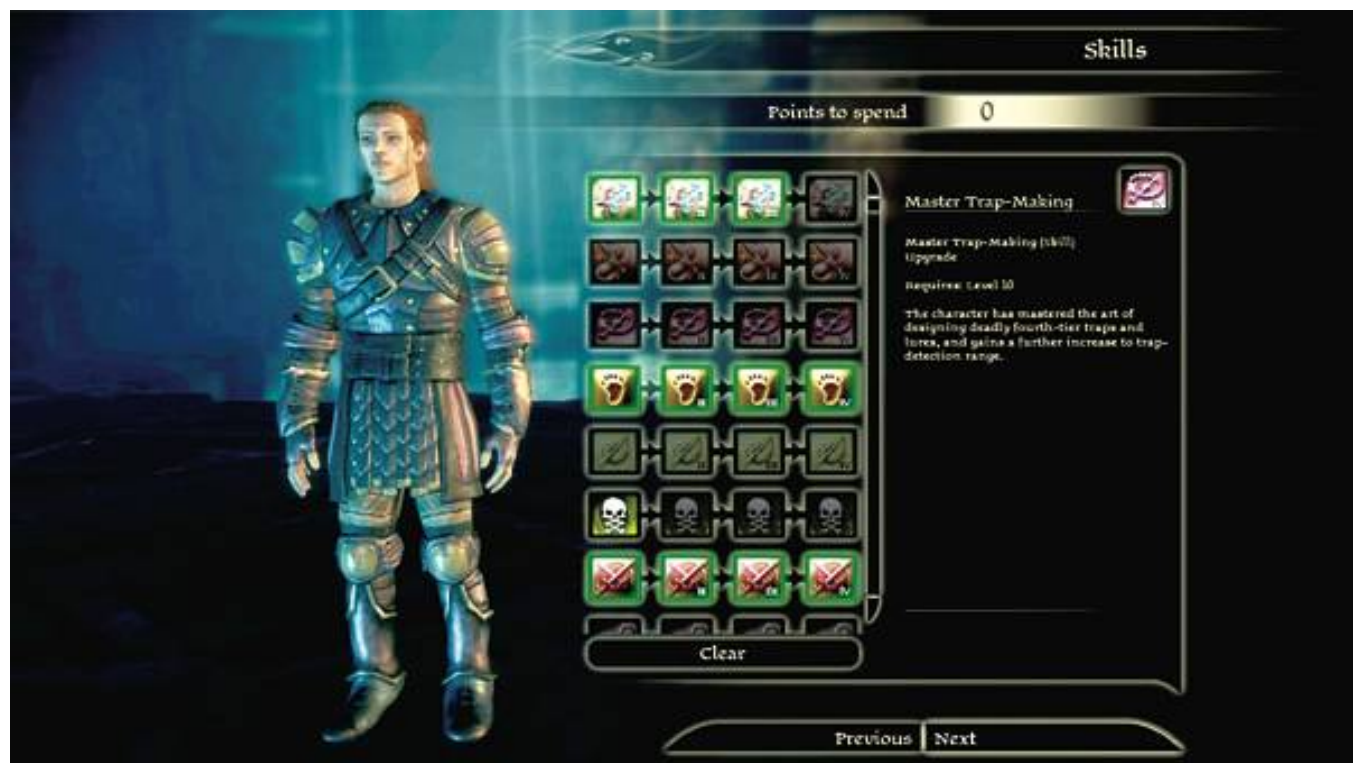 Skills
Points to spend 0
Master Trap-Making
Master Trap-Making (Skill)
Upgrade
Requires: Level 10
The character has mastered the art of
designing deadly fourth-tier traps and
lures, and gains a further increase to trap-
detection range.
Clear
Previous Next